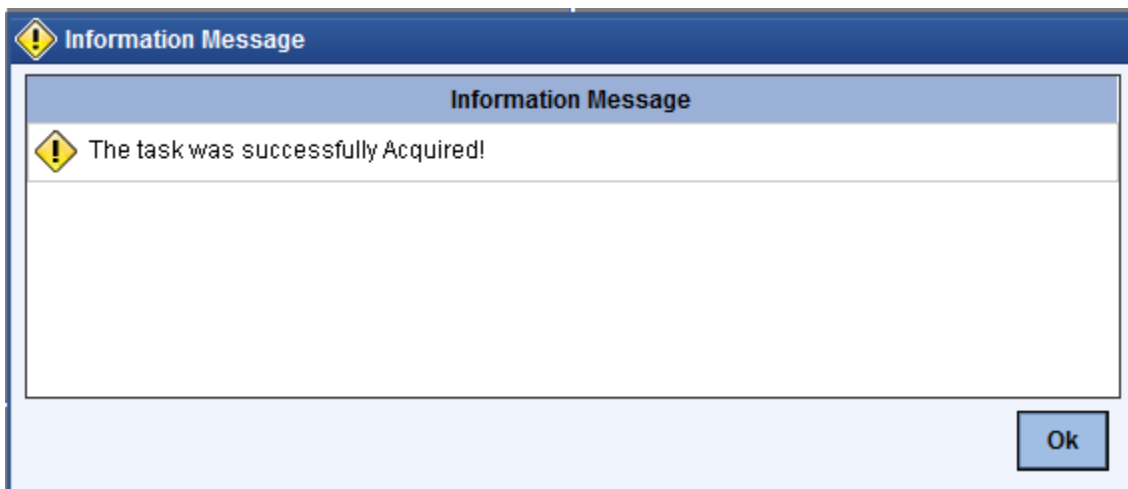 Information Message
Information Message
The task was successfully Acquired!
Ok